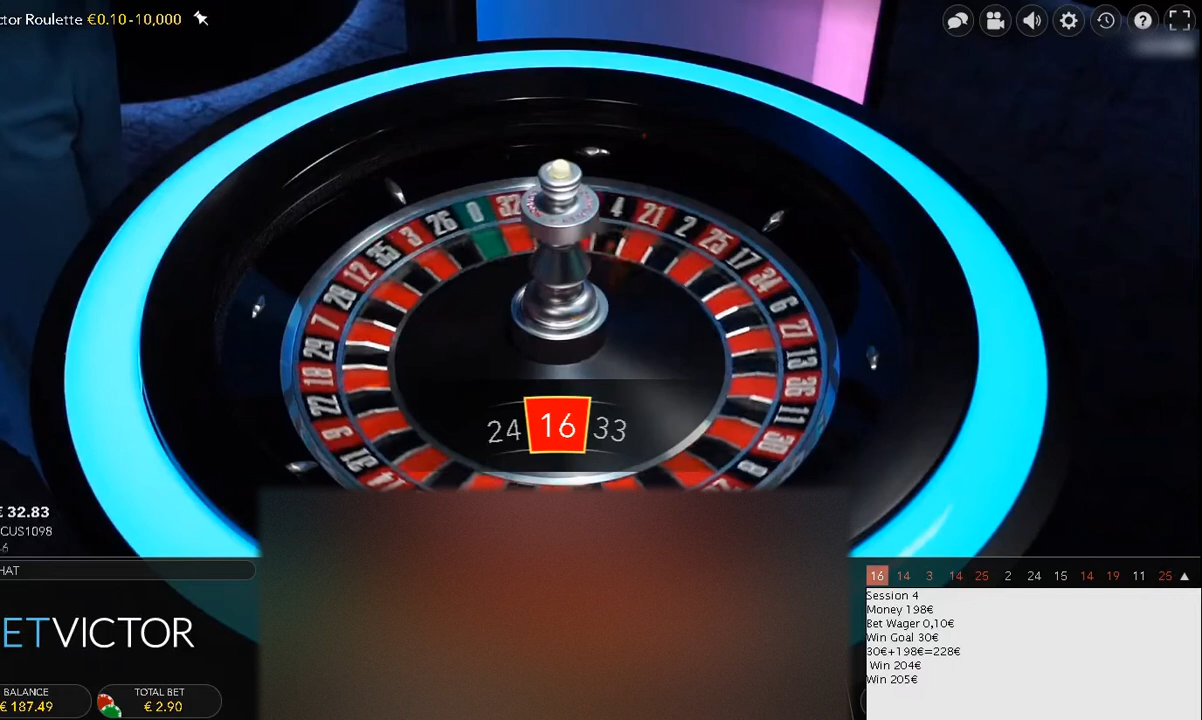 ctor Roulette €0.10-10,000
26 0 32 4 21 2
3 25
35 17
12 34
28 6
7 27
29 13
18 36
22 11
9 30
31 8
24 16 33
€ 32.83
CUS1098
46
HAT
16 14 3 14 25 2 24 15 14 19 11 25
Session 4
Money 198€
Bet Wager 0,10€
Win Goal 30€
30€+198€=228€
Win 204€
Win 205€
ETVICTOR
BALANCE
€ 187.49
TOTAL BET
€ 2.90